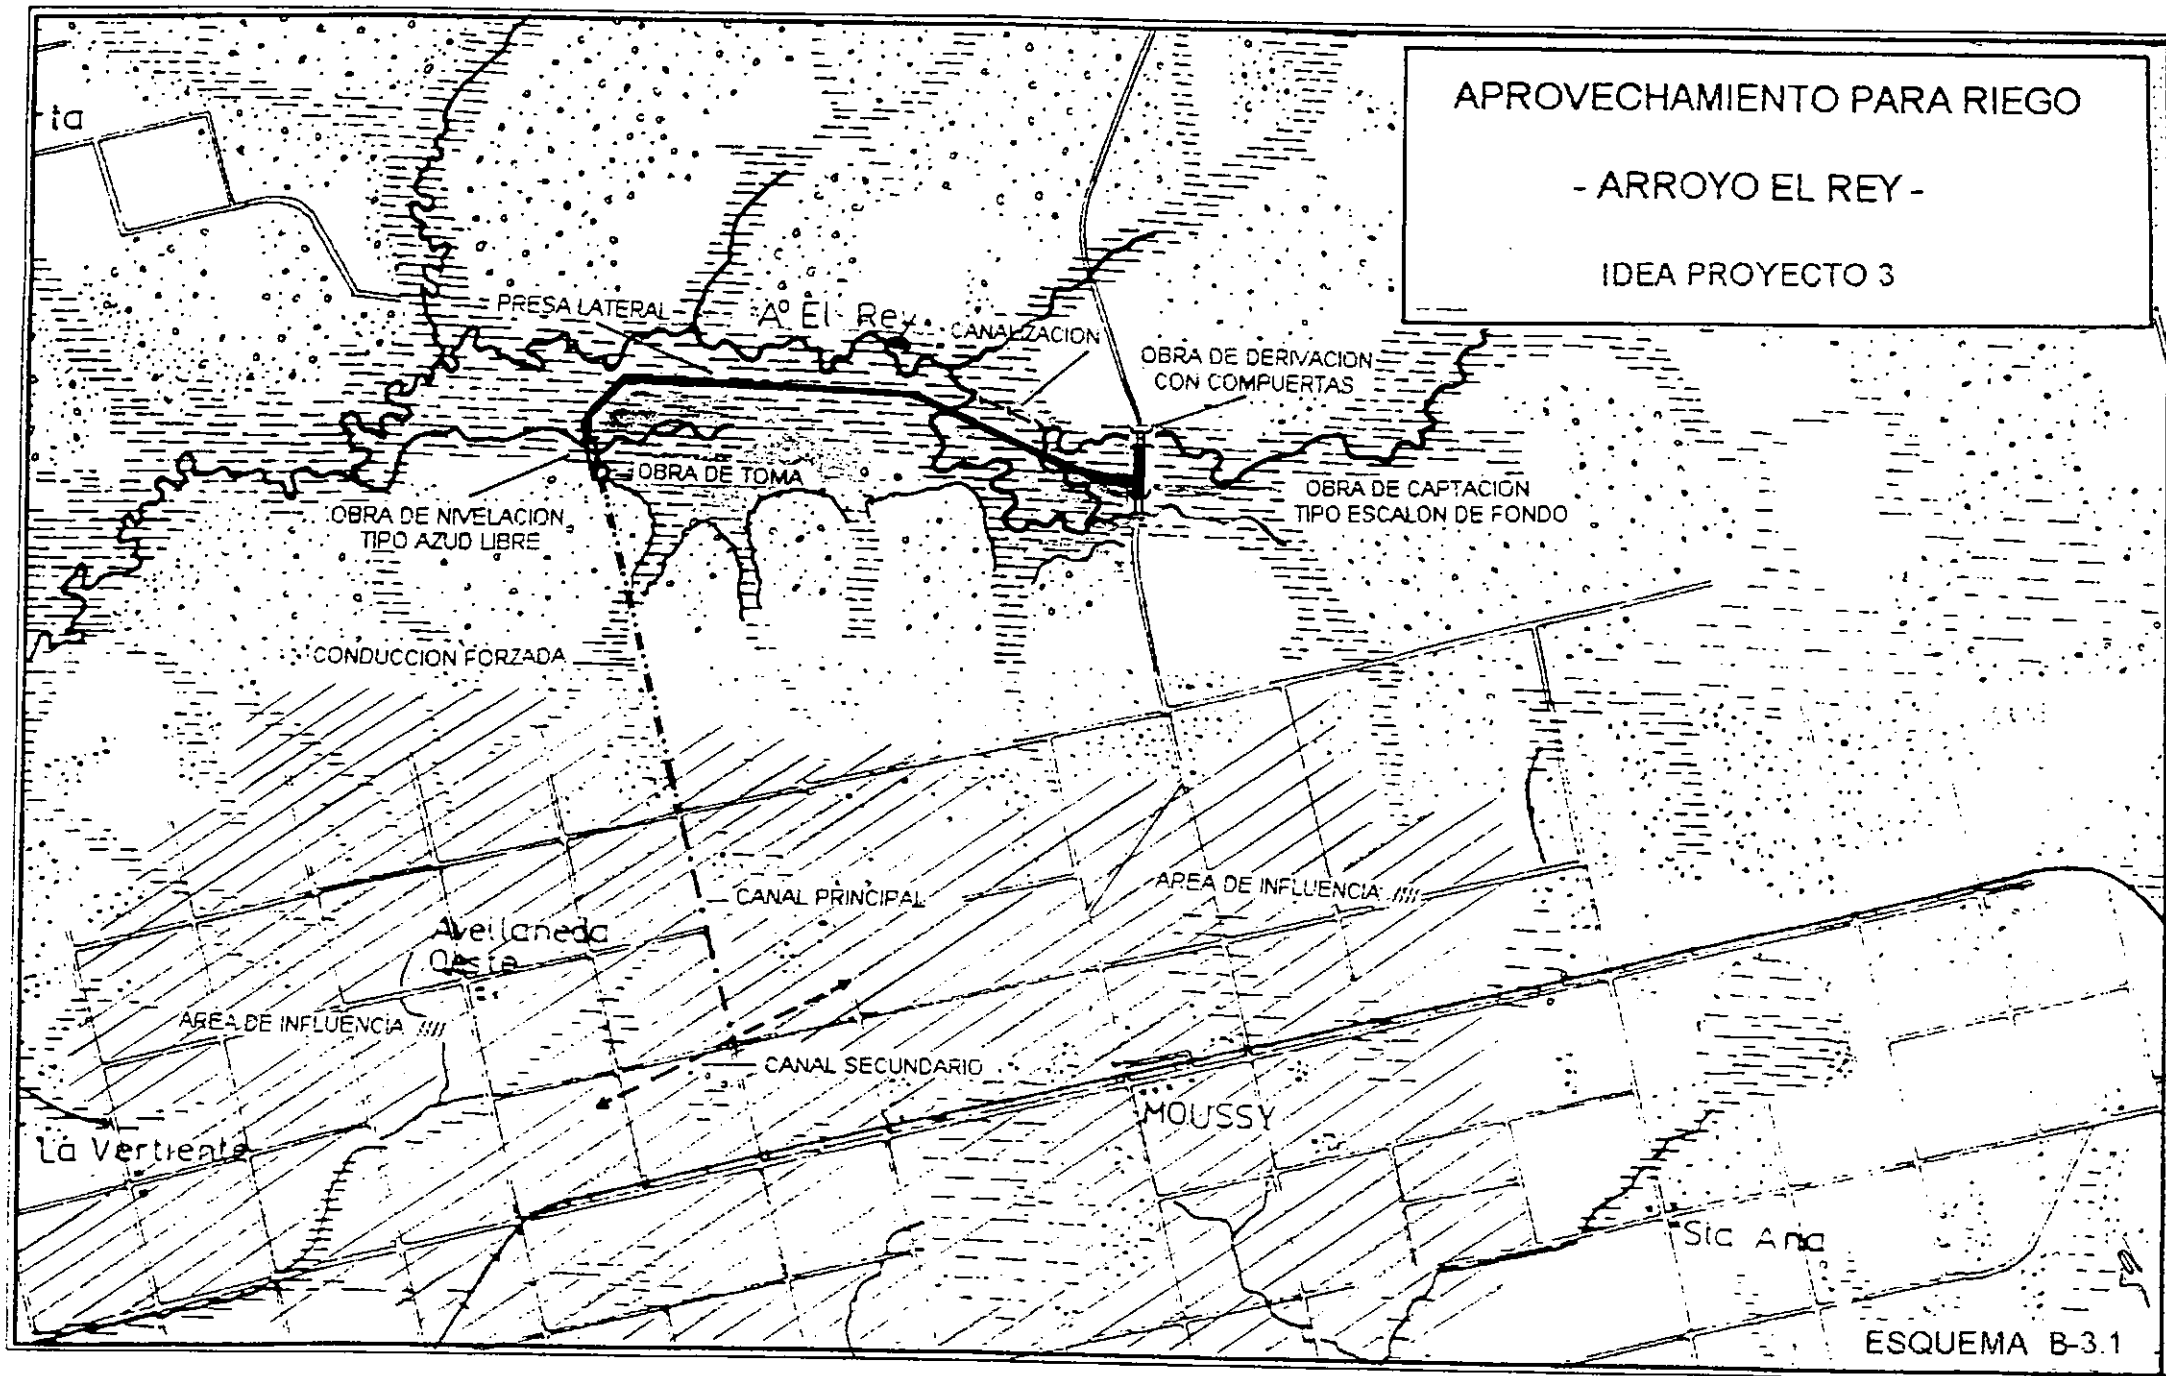 APROVECHAMIENTO PARA RIEGO
- ARROYO EL REY -
IDEA PROYECTO 3
ta
PRESA LATERAL
Aº El Rey
CANALIZACION
OBRA DE DERIVACION
CON COMPUERTAS
OBRA DE TOMA
OBRA DE CAPTACION
TIPO ESCALON DE FONDO
OBRA DE NIVELACION
TIPO AZUD LIBRE
CONDUCCION FORZADA
CANAL PRINCIPAL
AREA DE INFLUENCIA ////
Avellaneda
Oeste
AREA DE INFLUENCIA ////
CANAL SECUNDARIO
MOUSSY
La Vertiente
Sta Ana
ESQUEMA B-3.1